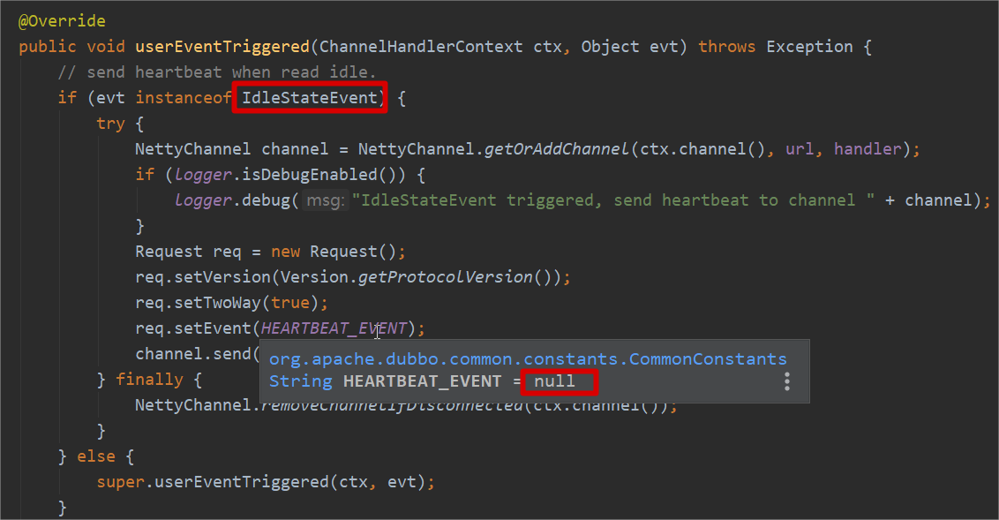 @Override
public void userEventTriggered(ChannelHandlerContext ctx, Object evt) throws Exception {
// send heartbeat when read idle.
if (evt instanceof IdleStateEvent) {
try {
NettyChannel channel = NettyChannel.getOrAddChannel(ctx.channel(), url, handler);
if (logger.isDebugEnabled()) {
logger.debug( msg: "IdleStateEvent triggered, send heartbeat to channel " + channel);
}
Request req = new Request();
req.setVersion(Version.getProtocolVersion());
req.setTwoWay(true);
req.setEvent(HEARTBEAT_EVENT);
channel.send(
org.apache.dubbo.common.constants.CommonConstants
String HEARTBEAT_EVENT = null
} finally {
NettyChannel.removeChannelIfDisconnected(ctx.channel());
}
} else {
super.userEventTriggered(ctx, evt);
}